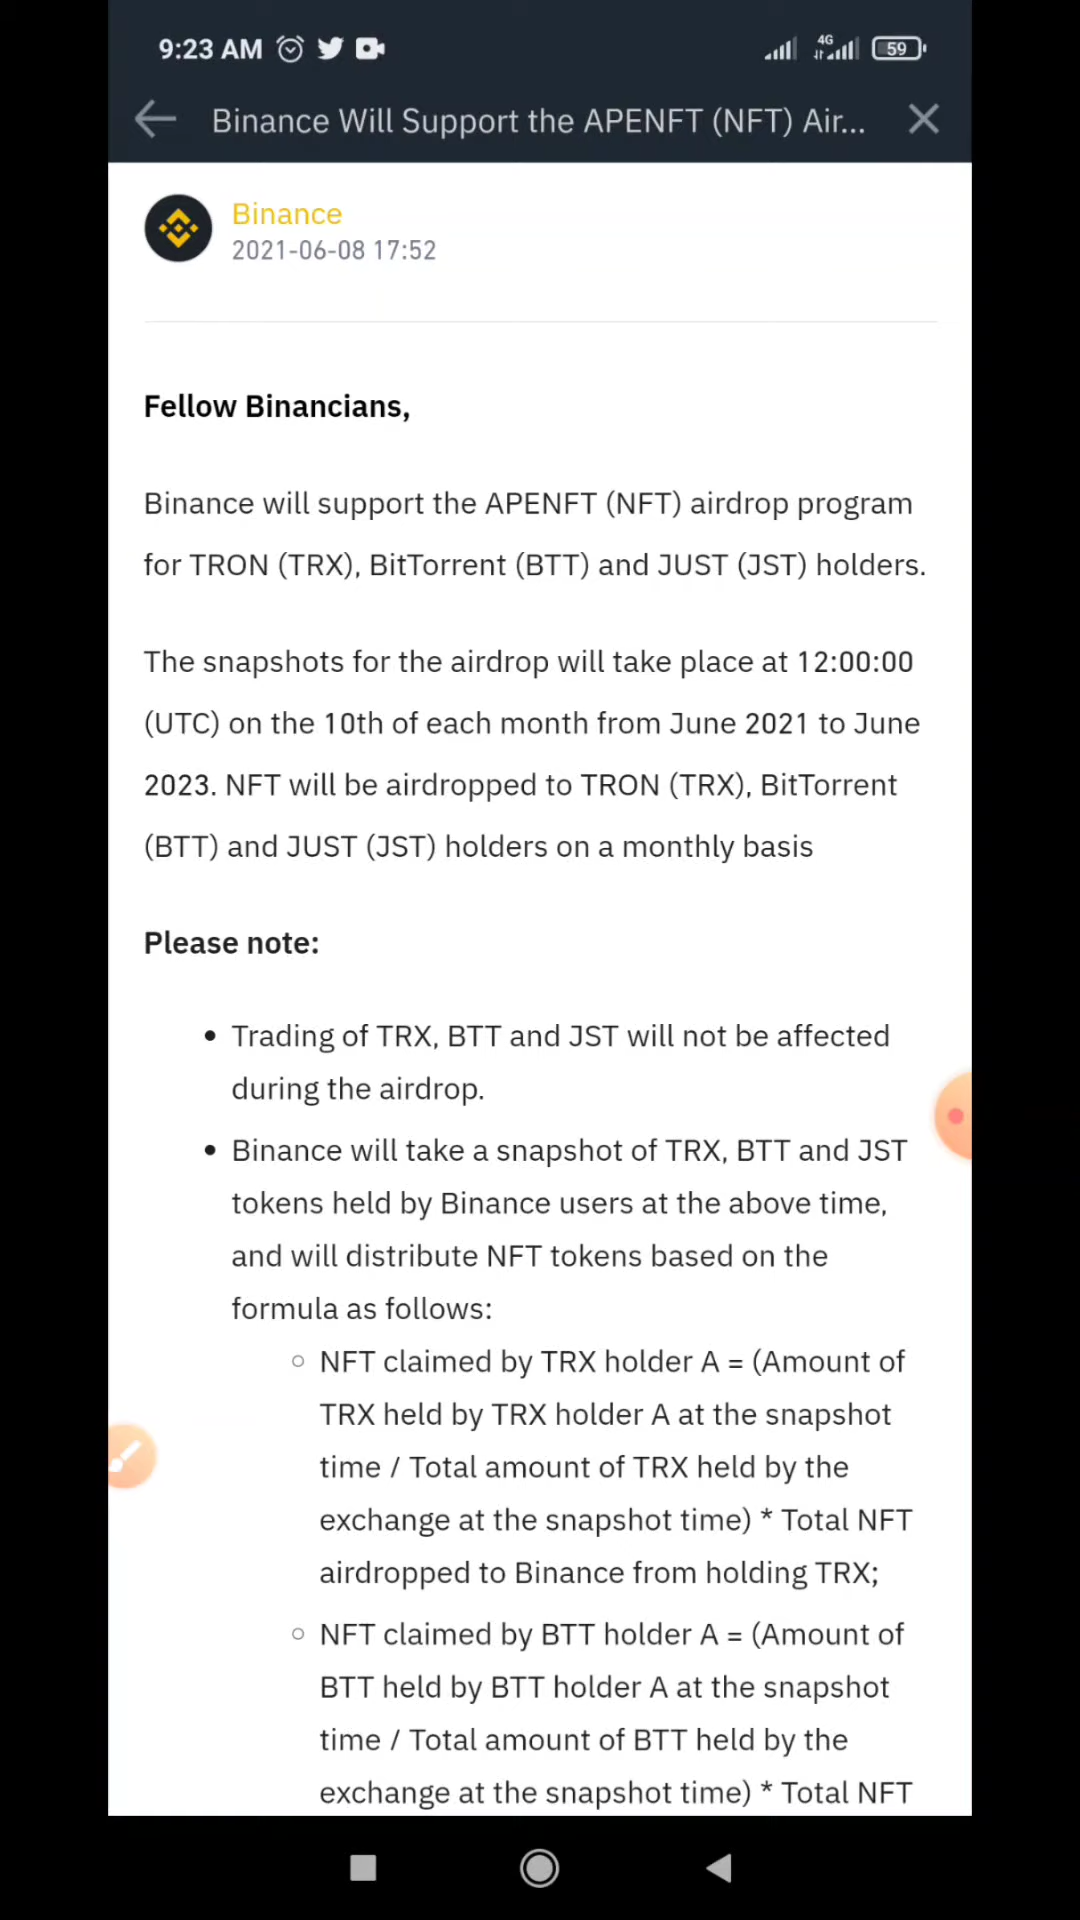 9:23 AM 4G 59
Binance Will Support the APENFT (NFT) Air...
Binance
2021-06-08 17:52
Fellow Binancians,
Binance will support the APENFT (NFT) airdrop program
for TRON (TRX), BitTorrent (BTT) and JUST (JST) holders.
The snapshots for the airdrop will take place at 12:00:00
(UTC) on the 10th of each month from June 2021 to June
2023. NFT will be airdropped to TRON (TRX), BitTorrent
(BTT) and JUST (JST) holders on a monthly basis
Please note:
• Trading of TRX, BTT and JST will not be affected
during the airdrop.
• Binance will take a snapshot of TRX, BTT and JST
tokens held by Binance users at the above time,
and will distribute NFT tokens based on the
formula as follows:
○ NFT claimed by TRX holder A = (Amount of
TRX held by TRX holder A at the snapshot
time / Total amount of TRX held by the
exchange at the snapshot time) * Total NFT
airdropped to Binance from holding TRX;
○ NFT claimed by BTT holder A = (Amount of
BTT held by BTT holder A at the snapshot
time / Total amount of BTT held by the
exchange at the snapshot time) * Total NFT